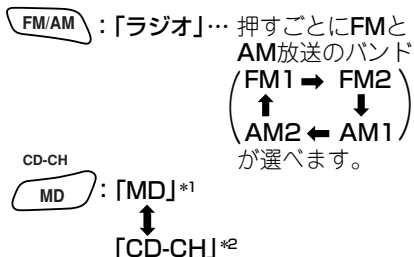 FM/AM : 「ラジオ」… 押すごとにFMと
AM放送のバンド
FM1 ➡ FM2
⬆ ⬇
AM2 ⬅ AM1
が選べます。
CD-CH
MD : 「MD」*1
⬍
「CD-CH」*2